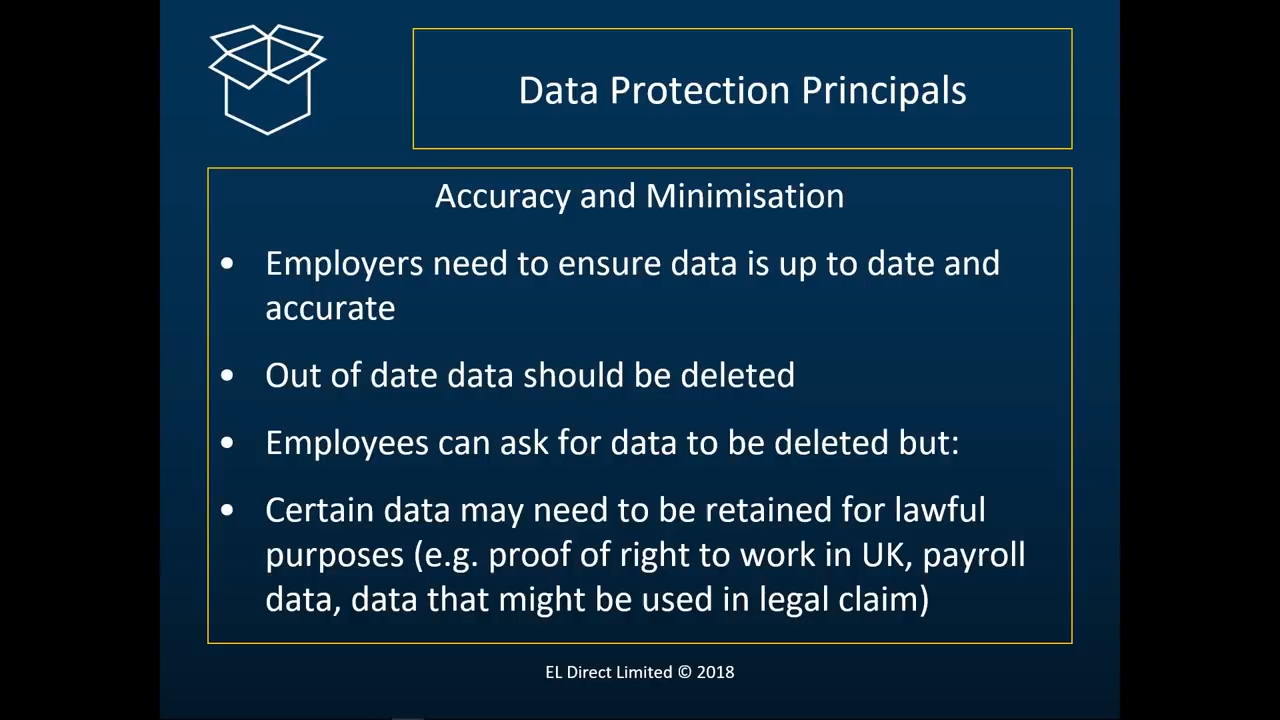 Data Protection Principals
Accuracy and Minimisation
• Employers need to ensure data is up to date and
accurate
• Out of date data should be deleted
• Employees can ask for data to be deleted but:
• Certain data may need to be retained for lawful
purposes (e.g. proof of right to work in UK, payroll
data, data that might be used in legal claim)
EL Direct Limited © 2018